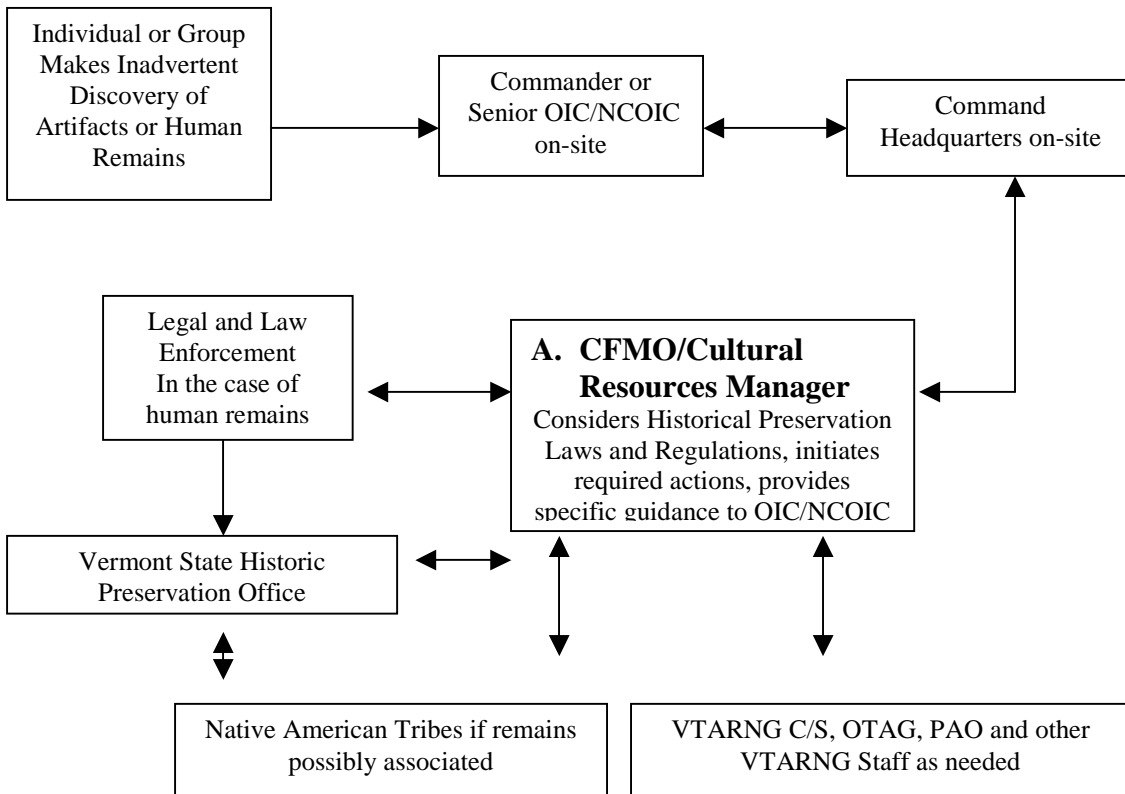 Individual or Group
Makes Inadvertent
Discovery of
Artifacts or Human
Remains
Commander or
Senior OIC/NCOIC
on-site
Command
Headquarters on-site
Legal and Law
Enforcement
In the case of
human remains
A. CFMO/Cultural
Resources Manager
Considers Historical Preservation
Laws and Regulations, initiates
required actions, provides
specific guidance to OIC/NCOIC
Vermont State Historic
Preservation Office
Native American Tribes if remains
possibly associated
VTARNG C/S, OTAG, PAO and other
VTARNG Staff as needed